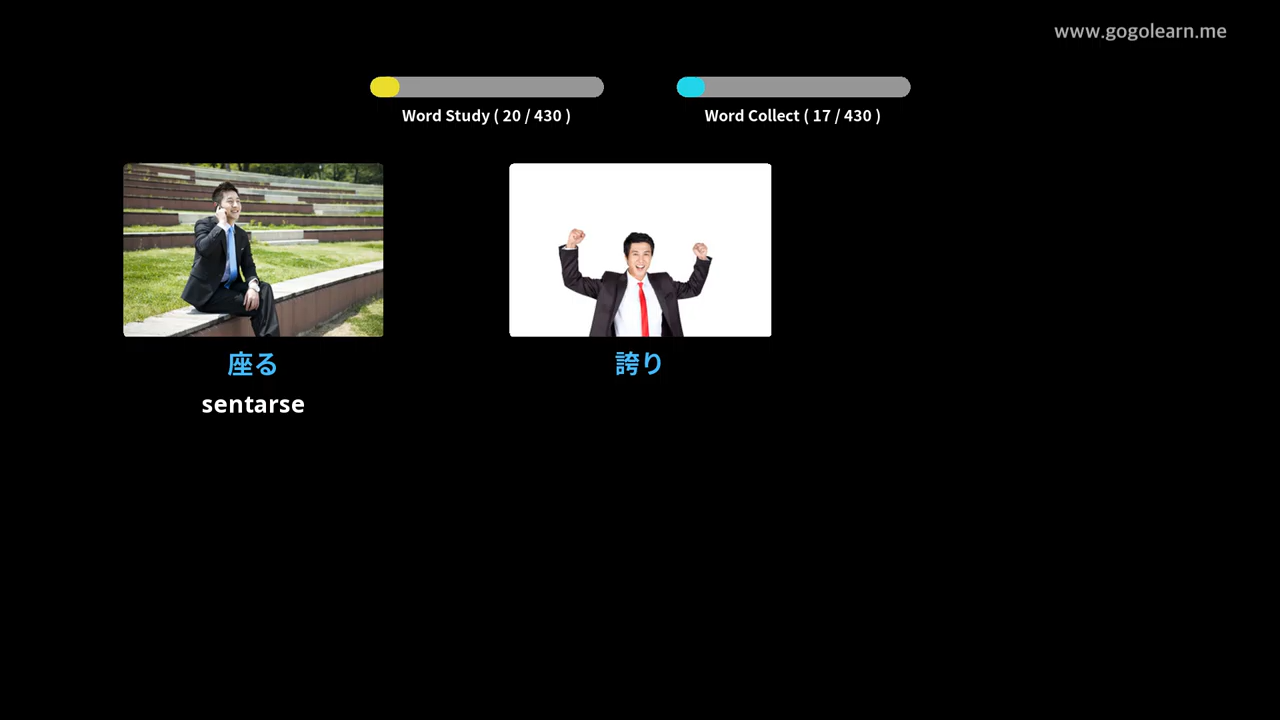 www.gogolearn.me
Word Study ( 20 / 430 )
Word Collect ( 17 / 430 )
座る
誇り
sentarse